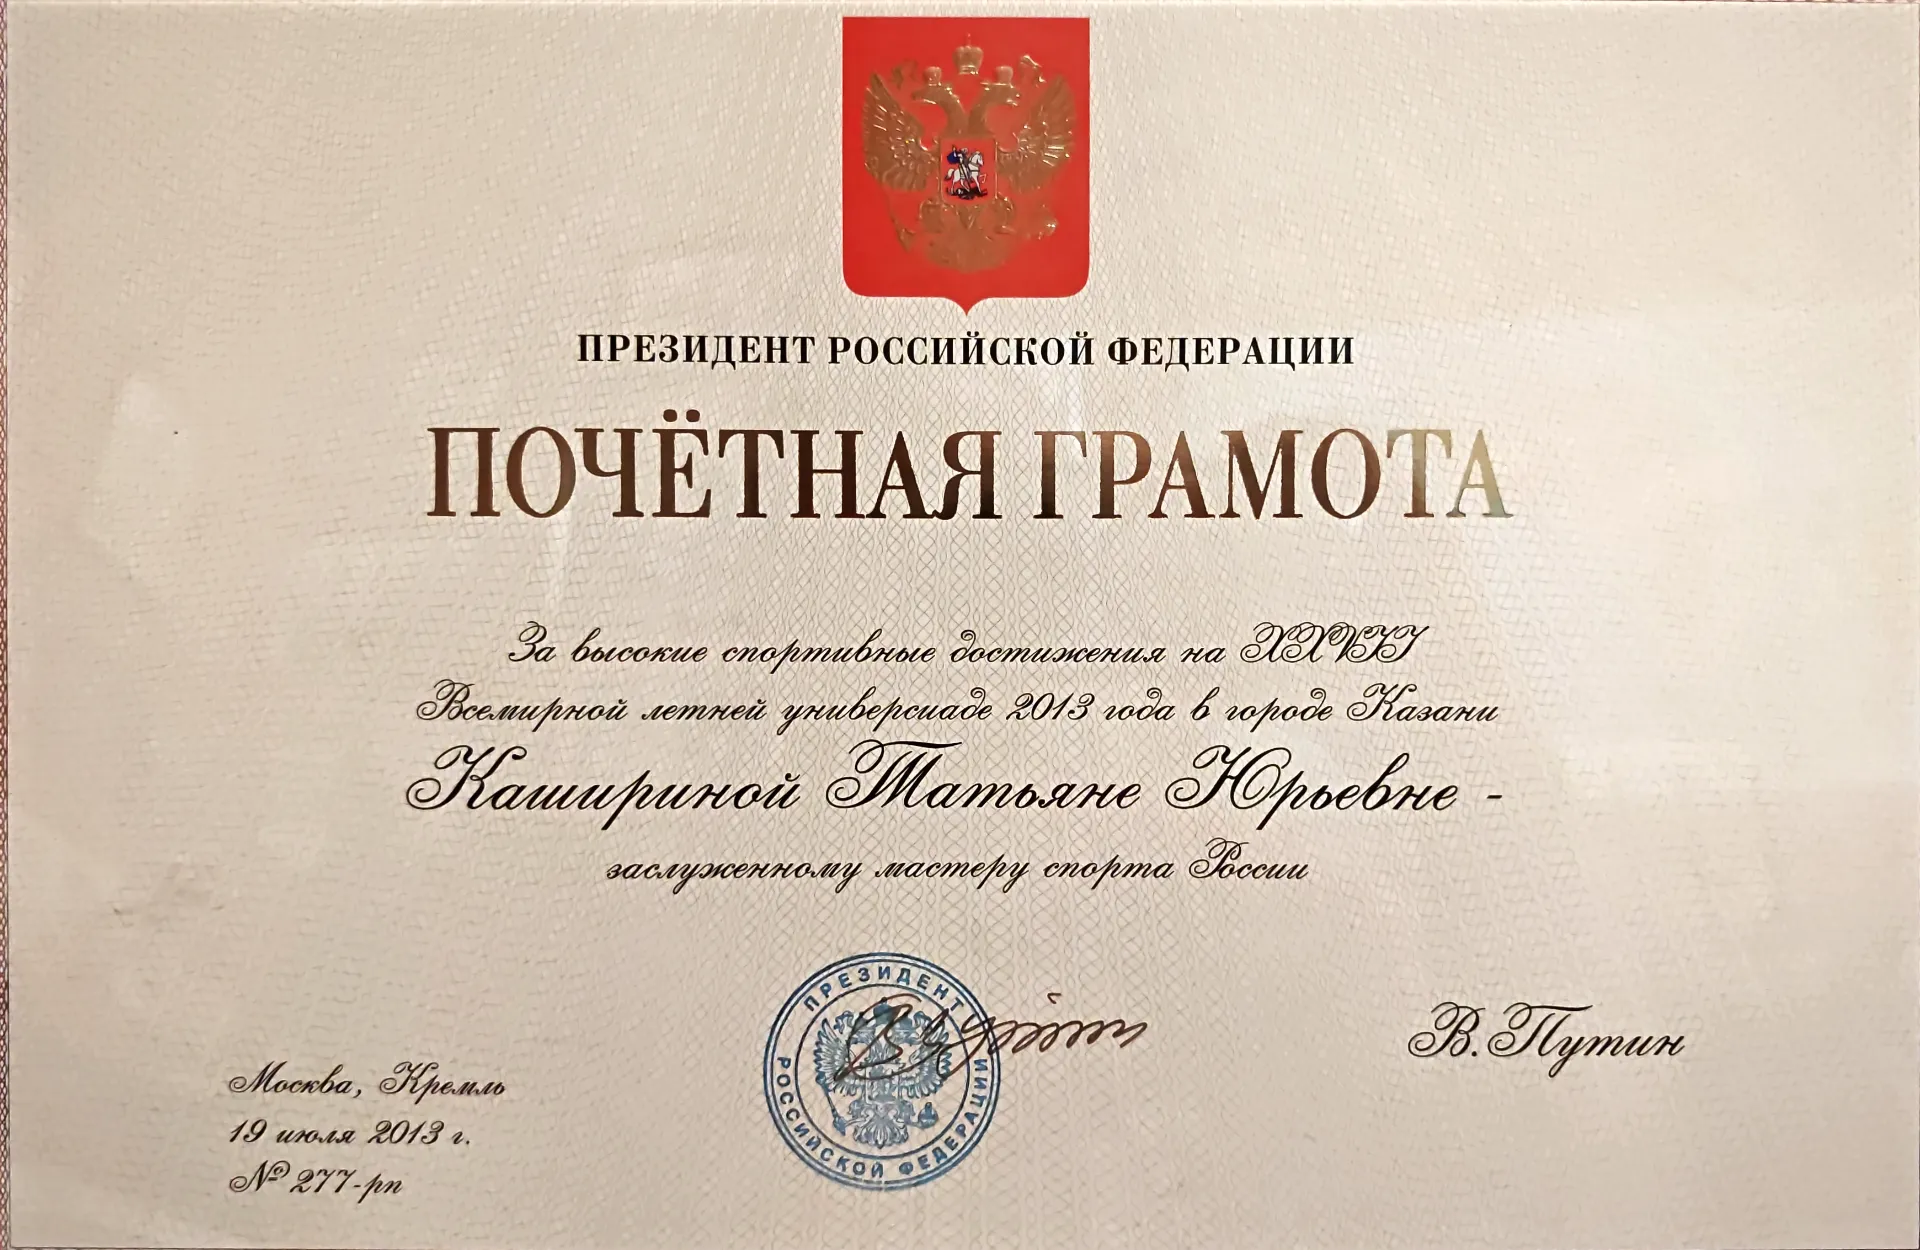 ПРЕЗИДЕНТ РОССИЙСКОЙ ФЕДЕРАЦИИ
ПОЧЁТНАЯ ГРАМОТА
За высокие спортивные достижения на XXVII
Всемирной летней универсиаде 2013 года в городе Казани
Кашириной Татьяне Юрьевне -
заслуженному мастеру спорта России
ПРЕЗИДЕНТ
РОССИЙСКОЙ ФЕДЕРАЦИИ
В. Путин
Москва, Кремль
19 июля 2013 г.
№ 277-рп